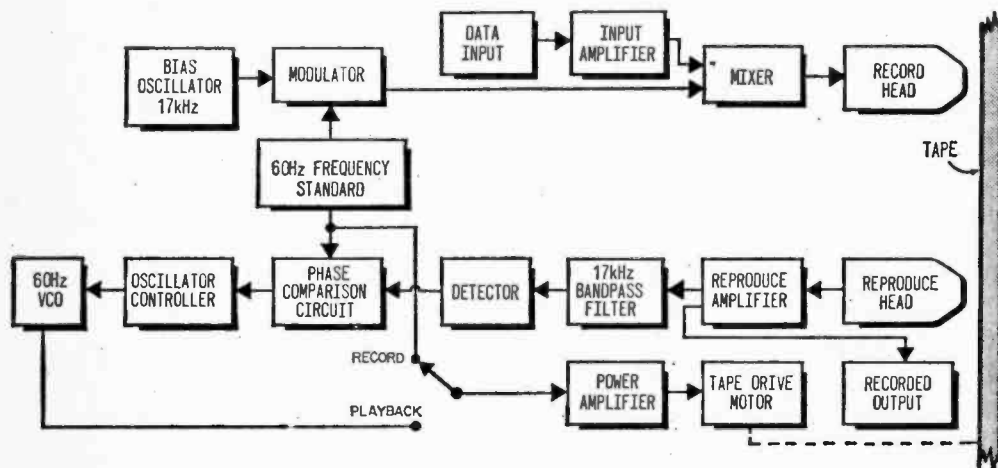 DATA
INPUT
INPUT
AMPLIFIER
BIAS
OSCILLATOR
17kHz
MODULATOR
MIXER
RECORD
HEAD
60Hz FREQUENCY
STANDARD
TAPE
60Hz
VCO
OSCILLATOR
CONTROLLER
PHASE
COMPARISON
CIRCUIT
DETECTOR
17kHz
BANDPASS
FILTER
REPRODUCE
AMPLIFIER
REPRODUCE
HEAD
RECORD
PLAYBACK
POWER
AMPLIFIER
TAPE DRIVE
MOTOR
RECORDED
OUTPUT